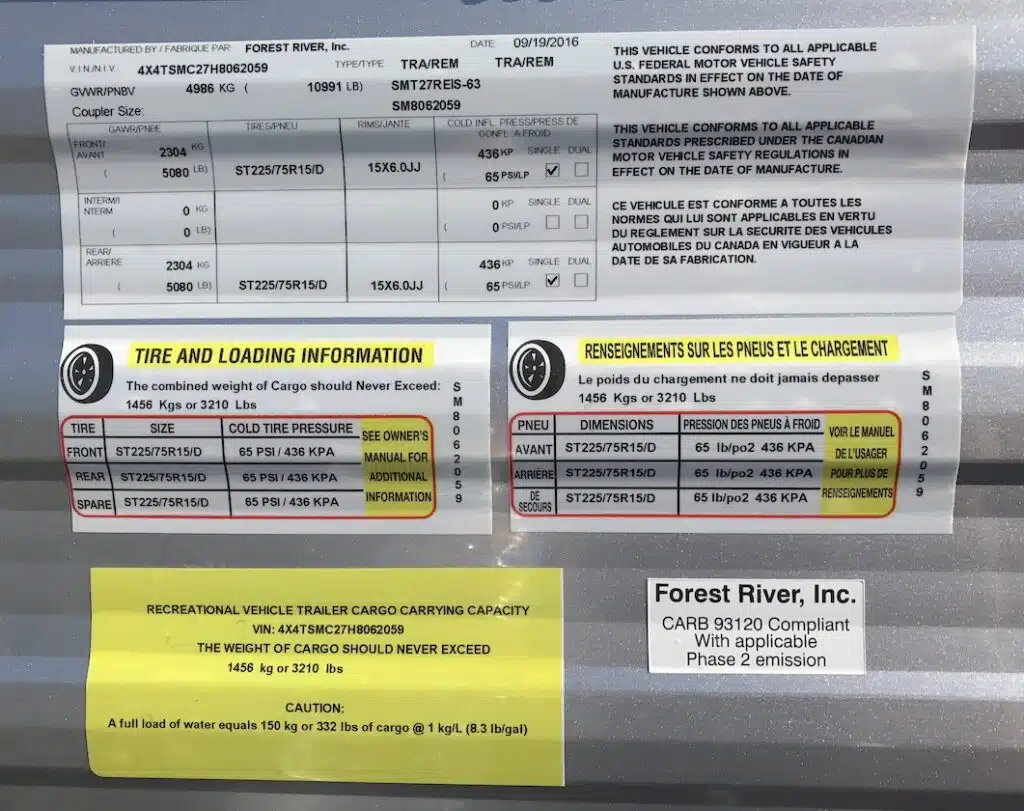 MANUFACTURED BY / FABRIQUE PAR: FOREST RIVER, Inc. DATE 09/19/2016
V.I.N/N.I.V. 4X4TSMC27H8062059 TYPE/TYPE TRA/REM TRA/REM
GVWR/PNBV 4986 KG ( 10991 LB) SMT27REIS-63
Coupler Size: SM8062059
GAWR/PNBE TIRES/PNEU RIMS/JANTE COLD INFL. PRESS/PRESS DE
GONFL. A FROID
FRONT/
AVANT 2304 KG 436 KP SINGLE DUAL
( 5080 LB) ST225/75R15/D 15X6.0JJ ( 65 PSI/LP
INTERM/
NTERM 0 KG 0 KP SINGLE DUAL
( 0 LB) ( 0 PSI/LP
REAR/
ARRIERE 2304 KG 436 KP SINGLE DUAL
( 5080 LB) ST225/75R15/D 15X6.0JJ ( 65 PSI/LP
THIS VEHICLE CONFORMS TO ALL APPLICABLE
U.S. FEDERAL MOTOR VEHICLE SAFETY
STANDARDS IN EFFECT ON THE DATE OF
MANUFACTURE SHOWN ABOVE.
THIS VEHICLE CONFORMS TO ALL APPLICABLE
STANDARDS PRESCRIBED UNDER THE CANADIAN
MOTOR VEHICLE SAFETY REGULATIONS IN
EFFECT ON THE DATE OF MANUFACTURE.
CE VEHICULE EST CONFORME A TOUTES LES
NORMES QUI LUI SONT APPLICABLES EN VERTU
DU REGLEMENT SUR LA SECURITE DES VEHICULES
AUTOMOBILES DU CANADA EN VIGUEUR A LA
DATE DE SA FABRICATION.
TIRE AND LOADING INFORMATION
The combined weight of Cargo should Never Exceed:
1456 Kgs or 3210 Lbs
TIRE SIZE COLD TIRE PRESSURE
FRONT ST225/75R15/D 65 PSI / 436 KPA
REAR ST225/75R15/D 65 PSI / 436 KPA
SPARE ST225/75R15/D 65 PSI / 436 KPA
SEE OWNER'S
MANUAL FOR
ADDITIONAL
INFORMATION
SM8062059
RENSEIGNEMENTS SUR LES PNEUS ET LE CHARGEMENT
Le poids du chargement ne doit jamais depasser
1456 Kgs or 3210 Lbs
PNEU DIMENSIONS PRESSION DES PNEUS À FROID
AVANT ST225/75R15/D 65 lb/po2 436 KPA
ARRIÈRE ST225/75R15/D 65 lb/po2 436 KPA
DE
SECOURS ST225/75R15/D 65 lb/po2 436 KPA
VOIR LE MANUEL
DE L'USAGER
POUR PLUS DE
RENSEIGNEMENTS
SM8062059
RECREATIONAL VEHICLE TRAILER CARGO CARRYING CAPACITY
VIN: 4X4TSMC27H8062059
THE WEIGHT OF CARGO SHOULD NEVER EXCEED
1456 kg or 3210 lbs
CAUTION:
A full load of water equals 150 kg or 332 lbs of cargo @ 1 kg/L (8.3 lb/gal)
Forest River, Inc.
CARB 93120 Compliant
With applicable
Phase 2 emission